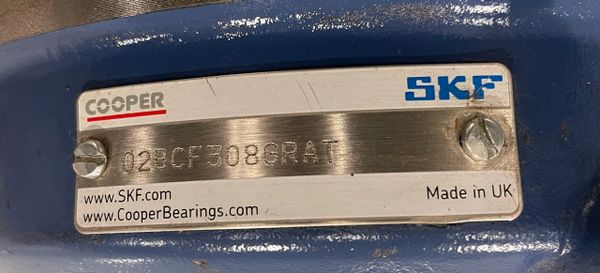 COOPER
SKF
02BCF308GRAT
www.SKF.com
www.CooperBearings.com
Made in UK